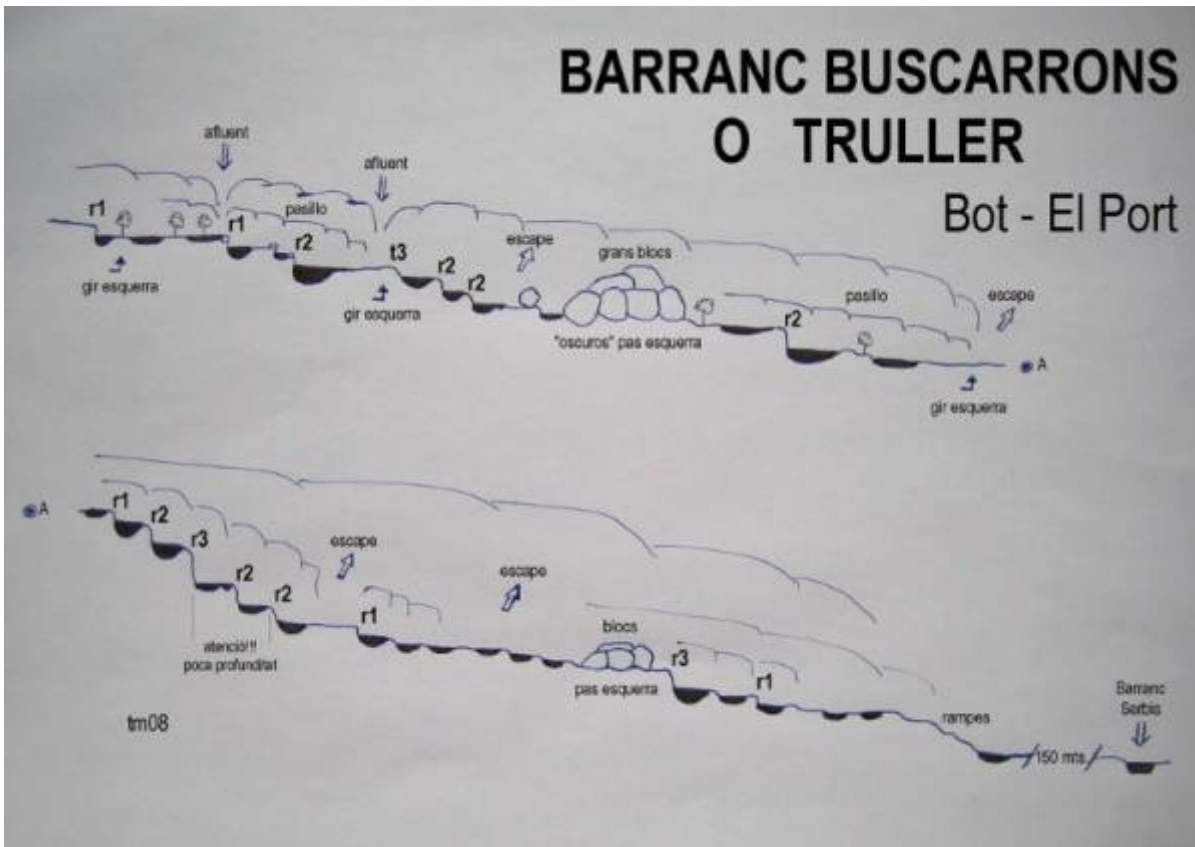 BARRANC BUSCARRONS
O TRULLER
Bot - El Port
afluent
afluent
r1
r1
pasillo
r2
t3
r2
r2
escape
grans blocs
pasillo
escape
r2
gir esquerra
gir esquerra
"oscuros" pas esquerra
A
gir esquerra
A
r1
r2
r3
r2
r2
escape
escape
r1
atenció!!!
poca profunditat
blocs
r3
r1
pas esquerra
rampes
Barranc
Serbis
150 mts.
tm08